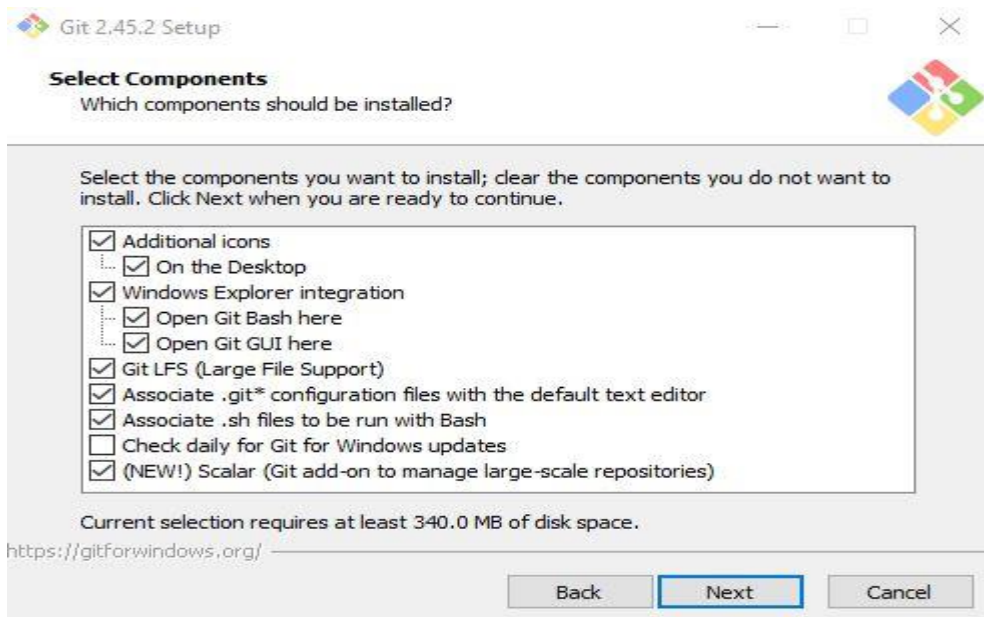 Git 2.45.2 Setup
Select Components
Which components should be installed?
Select the components you want to install; clear the components you do not want to
install. Click Next when you are ready to continue.
Additional icons
On the Desktop
Windows Explorer integration
Open Git Bash here
Open Git GUI here
Git LFS (Large File Support)
Associate .git* configuration files with the default text editor
Associate .sh files to be run with Bash
Check daily for Git for Windows updates
(NEW!) Scalar (Git add-on to manage large-scale repositories)
Current selection requires at least 340.0 MB of disk space.
https://gitforwindows.org/
Back Next Cancel